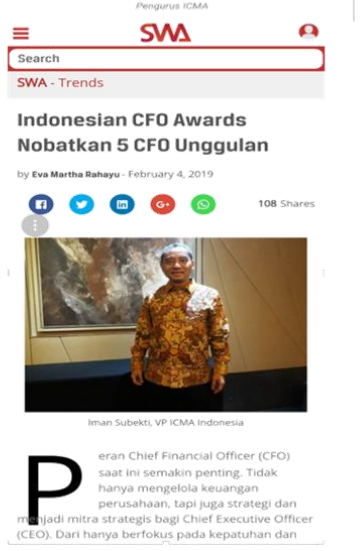 Pengurus ICMA
SWA
Search
SWA - Trends
Indonesian CFO Awards
Nobatkan 5 CFO Unggulan
by Eva Martha Rahayu - February 4, 2019
108 Shares
Iman Subekti, VP ICMA Indonesia
Peran Chief Financial Officer (CFO)
saat ini semakin penting. Tidak
hanya mengelola keuangan
perusahaan, tapi juga strategi dan
menjadi mitra strategis bagi Chief Executive Officer
(CEO). Dari hanya berfokus pada kepatuhan dan